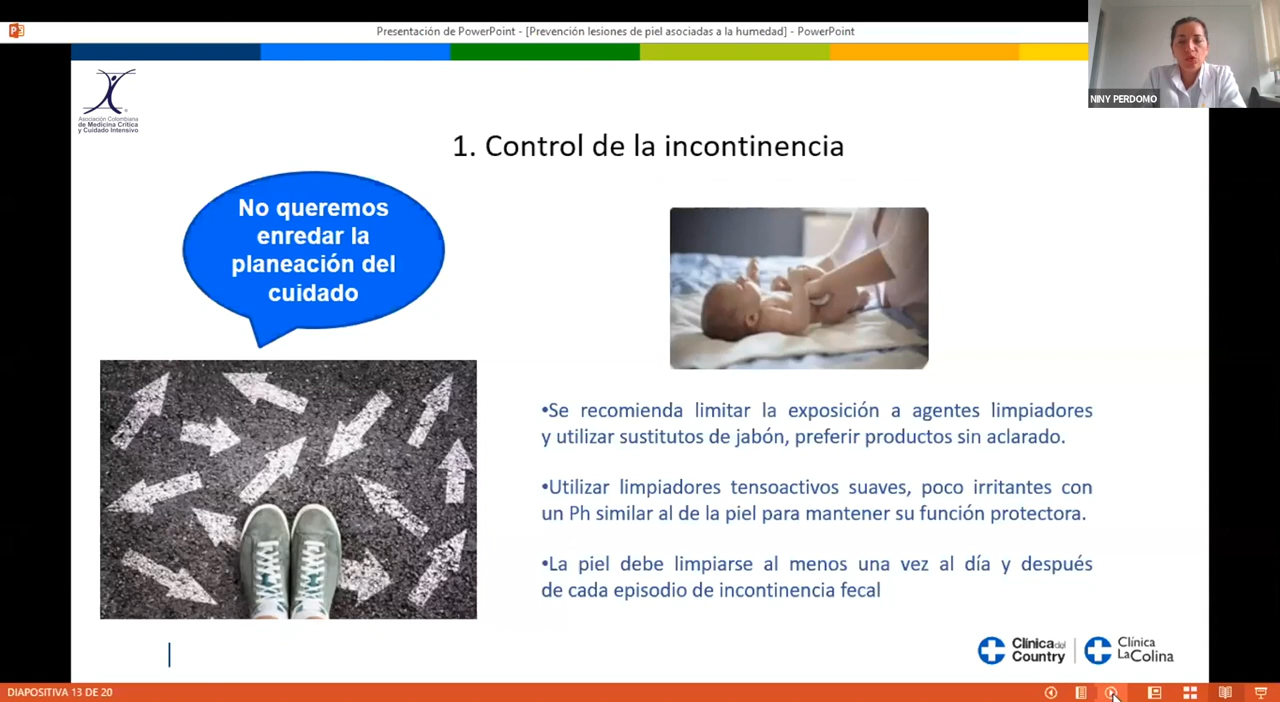 Presentación de PowerPoint - [Prevención lesiones de piel asociadas a la humedad] - PowerPoint
NINY PERDOMO
Asociación Colombiana
de Medicina Crítica
y Cuidado Intensivo
1. Control de la incontinencia
No queremos
enredar la
planeación del
cuidado
•Se recomienda limitar la exposición a agentes limpiadores
y utilizar sustitutos de jabón, preferir productos sin aclarado.
•Utilizar limpiadores tensoactivos suaves, poco irritantes con
un Ph similar al de la piel para mantener su función protectora.
•La piel debe limpiarse al menos una vez al día y después
de cada episodio de incontinencia fecal
Clínica del
Country
Clínica
La Colina
DIAPOSITIVA 13 DE 20